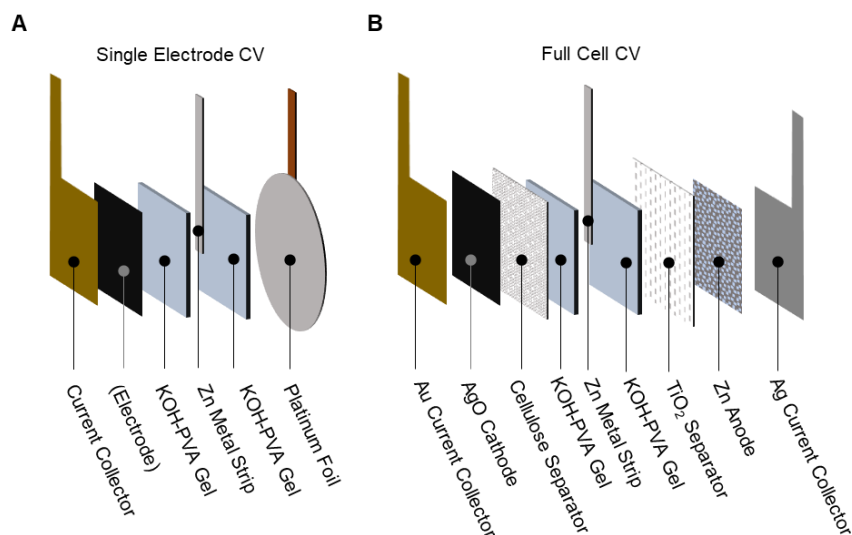 A
B
Single Electrode CV
Full Cell CV
Current Collector
(Electrode)
KOH-PVA Gel
Zn Metal Strip
KOH-PVA Gel
Platinum Foil
Au Current Collector
AgO Cathode
Cellulose Separator
KOH-PVA Gel
Zn Metal Strip
KOH-PVA Gel
TiO₂ Separator
Zn Anode
Ag Current Collector